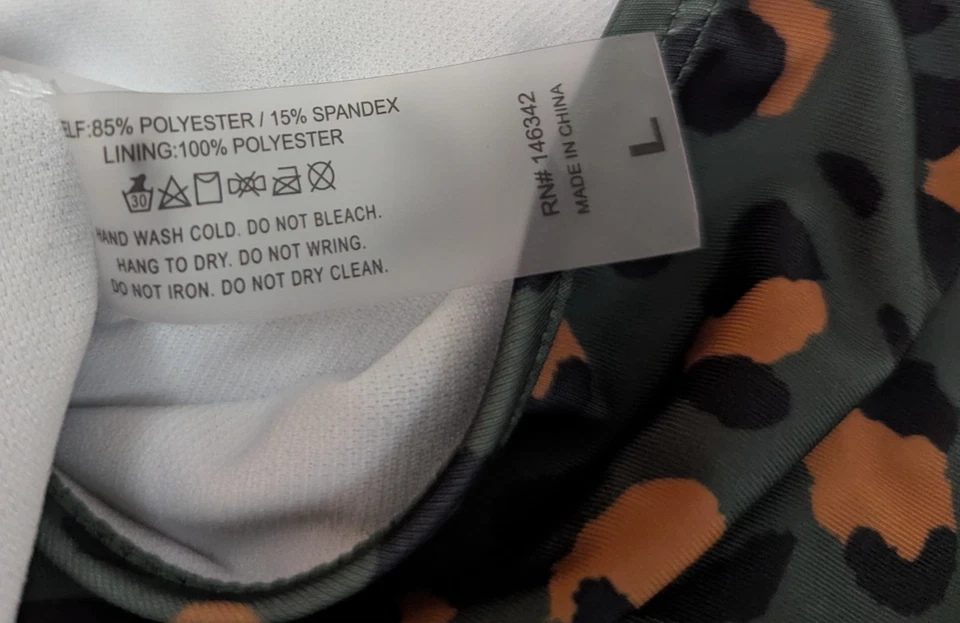 ELF:85% POLYESTER / 15% SPANDEX
LINING:100% POLYESTER
30
HAND WASH COLD. DO NOT BLEACH.
HANG TO DRY. DO NOT WRING.
DO NOT IRON. DO NOT DRY CLEAN.
RN# 146342
MADE IN CHINA
L